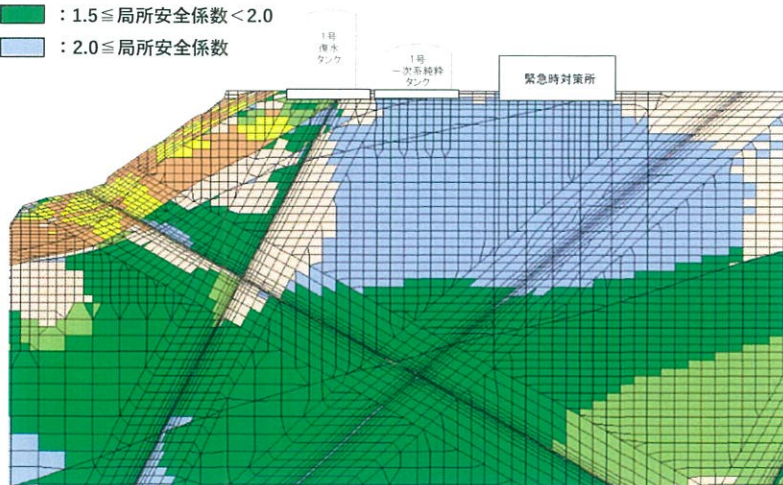 ：1.5≦局所安全係数＜2.0
：2.0≦局所安全係数
1号
復水
タンク
1号
一次系純粋
タンク
緊急時対策所